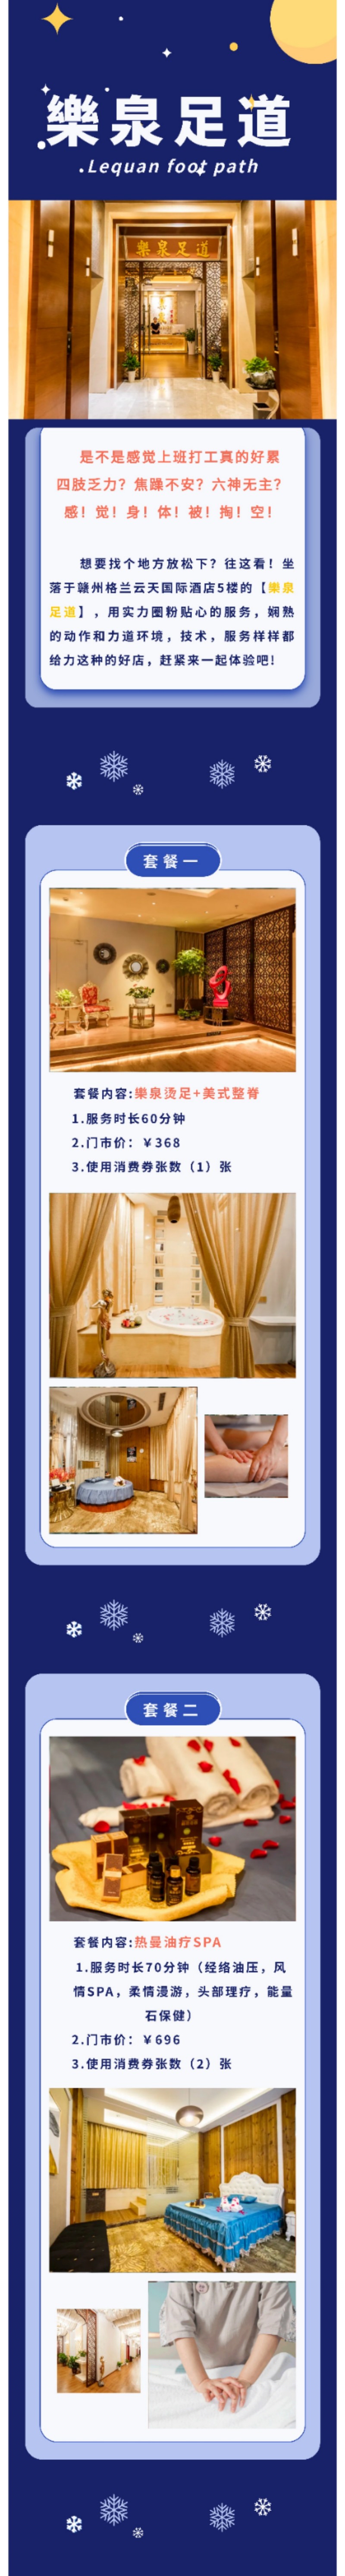 樂泉足道
.Lequan foot path
樂泉足道
是不是感觉上班打工真的好累
四肢乏力？焦躁不安？六神无主？
感！觉！身！体！被！掏！空！
想要找个地方放松下？往这看！坐
落于赣州格兰云天国际酒店5楼的【樂泉
足道】，用实力圈粉贴心的服务，娴熟
的动作和力道环境，技术，服务样样都
给力这种的好店，赶紧来一起体验吧!
套餐一
套餐内容:樂泉烫足+美式整脊
1.服务时长60分钟
2.门市价：￥368
3.使用消费券张数（1）张
套餐二
套餐内容:热曼油疗SPA
1.服务时长70分钟（经络油压，风
情SPA，柔情漫游，头部理疗，能量
石保健）
2.门市价：￥696
3.使用消费券张数（2）张